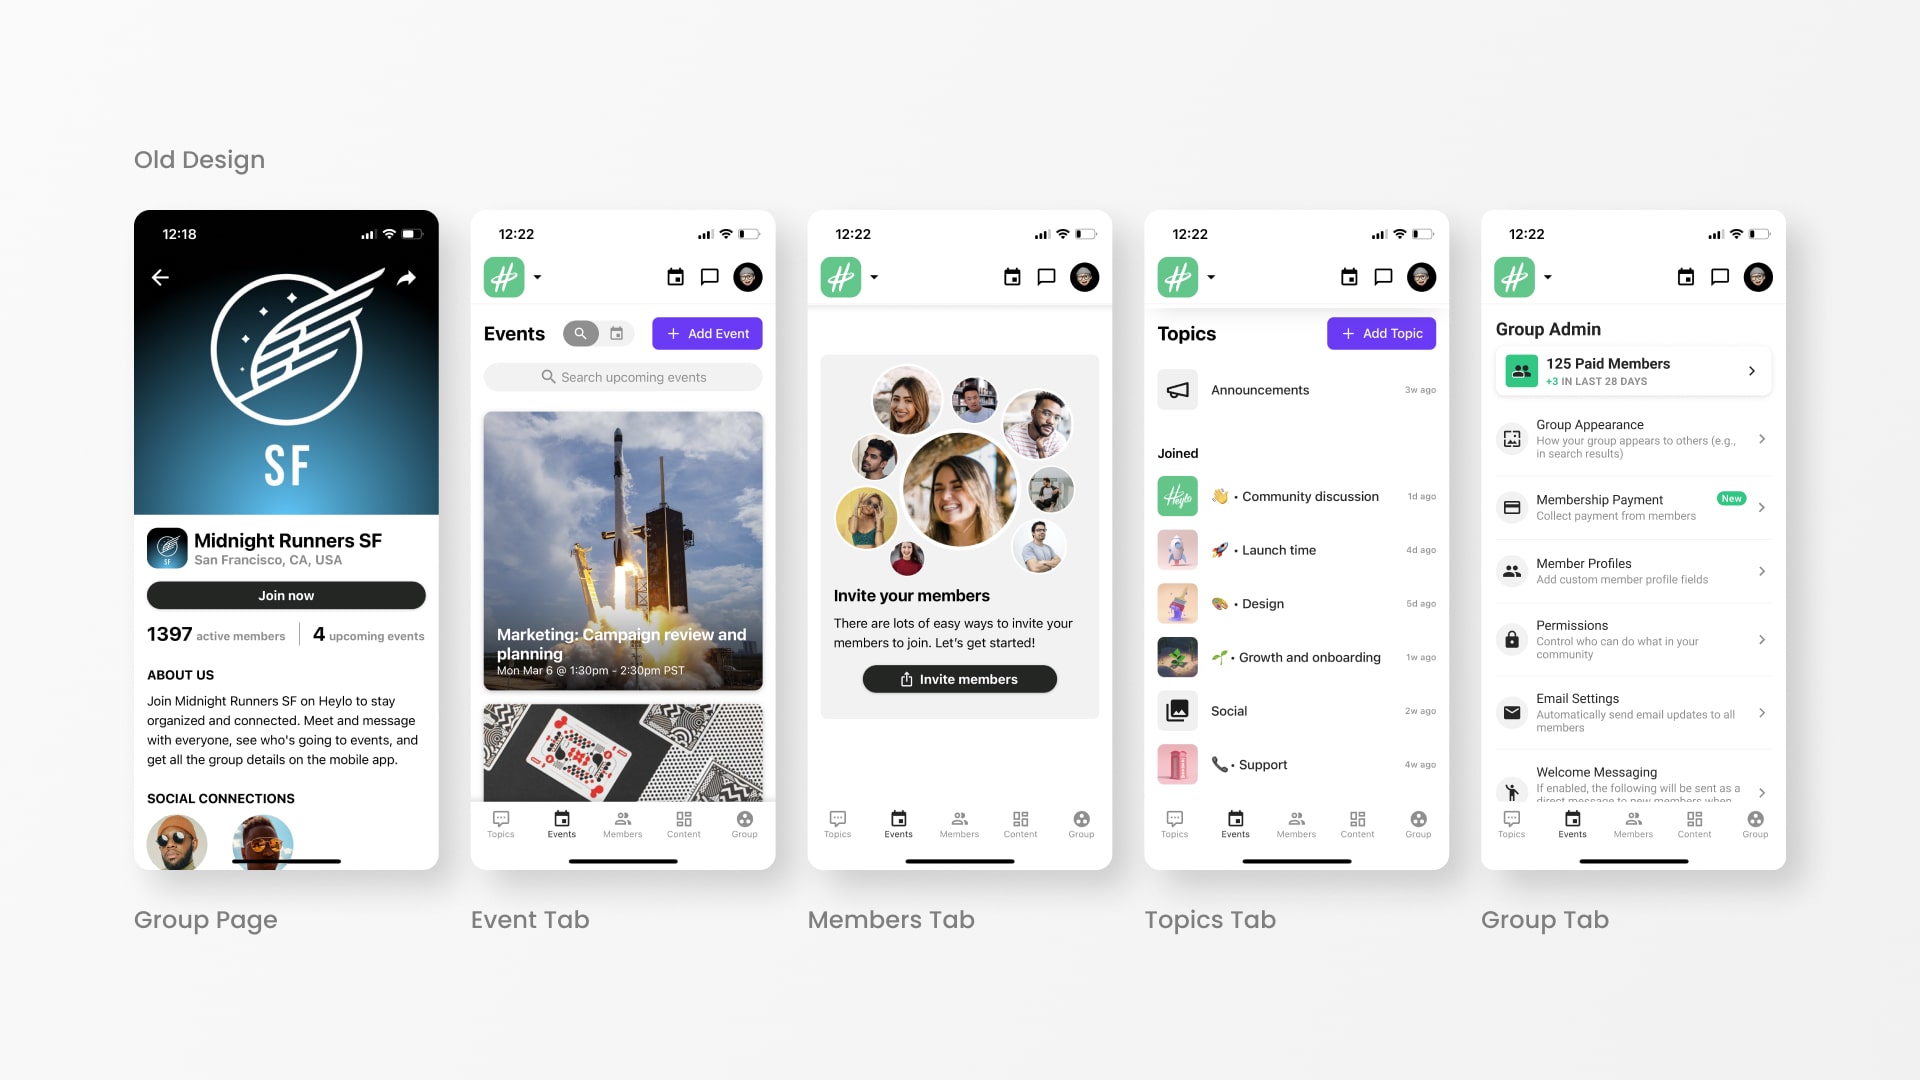 Old Design
12:18
SF
Midnight Runners SF
San Francisco, CA, USA
Join now
1397 active members
4 upcoming events
ABOUT US
Join Midnight Runners SF on Heylo to stay
organized and connected. Meet and message
with everyone, see who's going to events, and
get all the group details on the mobile app.
SOCIAL CONNECTIONS
Group Page
12:22
Events
+ Add Event
Search upcoming events
Marketing: Campaign review and
planning
Mon Mar 6 @ 1:30pm - 2:30pm PST
Topics
Events
Members
Content
Group
Event Tab
12:22
Invite your members
There are lots of easy ways to invite your
members to join. Let's get started!
Invite members
Topics
Events
Members
Content
Group
Members Tab
12:22
Topics
+ Add Topic
Announcements
3w ago
Joined
Heylo
👋 • Community discussion
1d ago
🚀 • Launch time
4d ago
🎨 • Design
5d ago
🌱 • Growth and onboarding
1w ago
Social
2w ago
📞 • Support
4w ago
Topics
Events
Members
Content
Group
Topics Tab
12:22
Group Admin
125 Paid Members
+3 IN LAST 28 DAYS
Group Appearance
How your group appears to others (e.g.,
in search results)
Membership Payment
New
Collect payment from members
Member Profiles
Add custom member profile fields
Permissions
Control who can do what in your
community
Email Settings
Automatically send email updates to all
members
Welcome Messaging
If enabled, the following will be sent as a
direct message to new members when
Topics
Events
Members
Content
Group
Group Tab